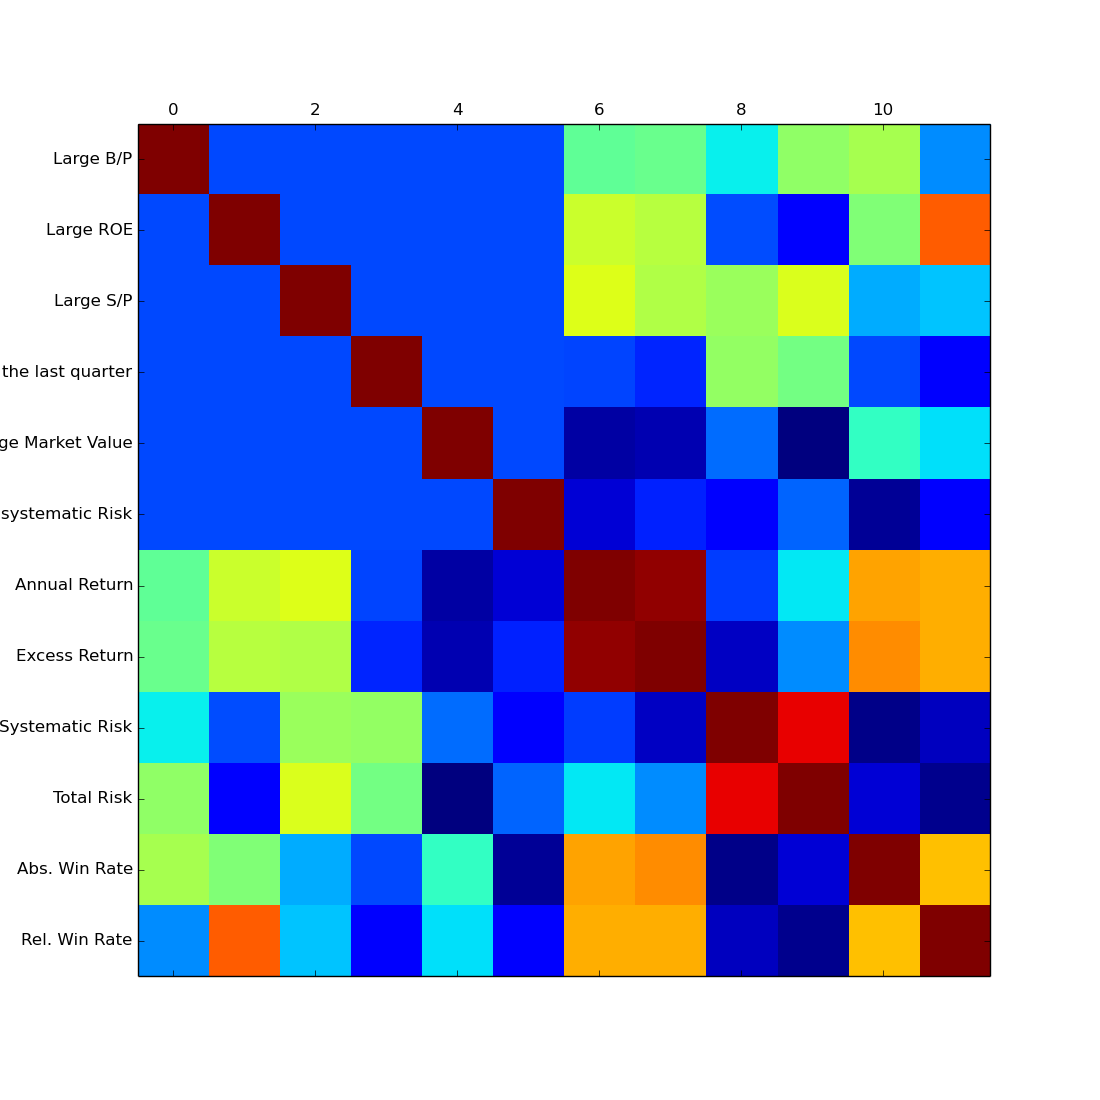 0 2 4 6 8 10
Large B/P
Large ROE
Large S/P
the last quarter
ge Market Value
systematic Risk
Annual Return
Excess Return
Systematic Risk
Total Risk
Abs. Win Rate
Rel. Win Rate